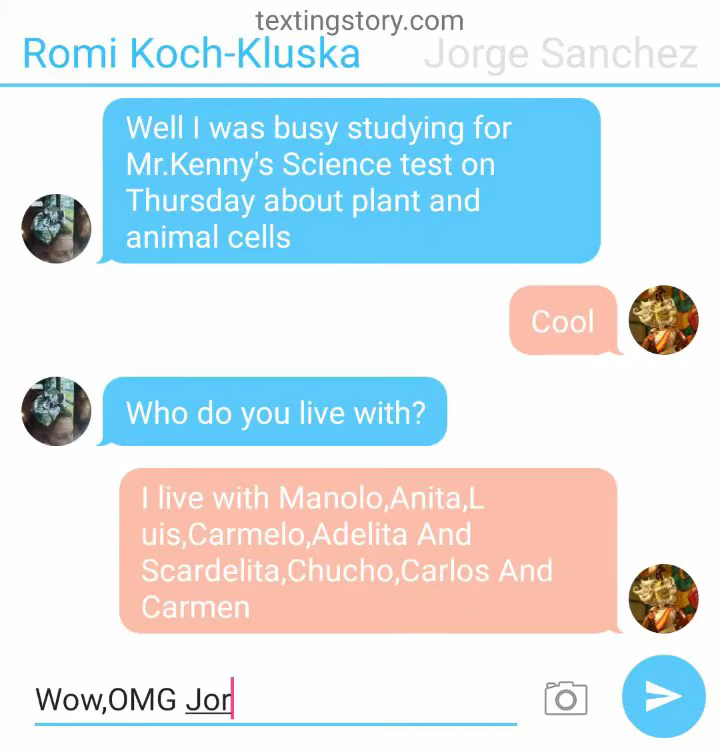 textingstory.com
Romi Koch-Kluska Jorge Sanchez
Well I was busy studying for
Mr.Kenny's Science test on
Thursday about plant and
animal cells
Cool
Who do you live with?
I live with Manolo,Anita,L
uis,Carmelo,Adelita And
Scardelita,Chucho,Carlos And
Carmen
Wow,OMG Jor